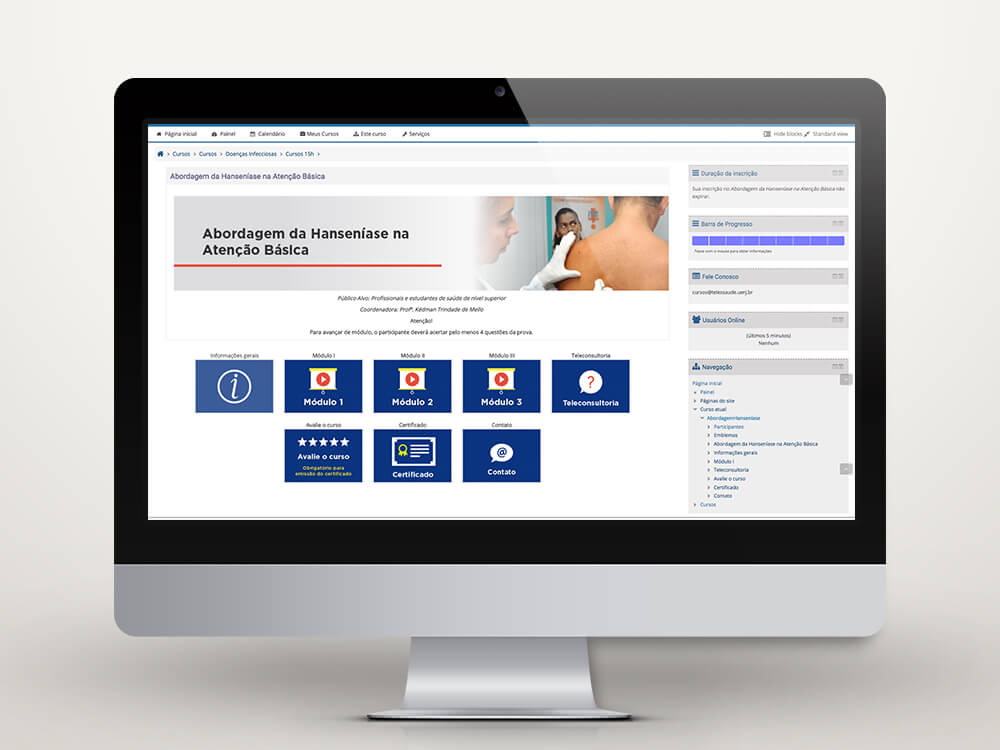 Página inicial
Painel
Calendário
Meus Cursos
Este curso
Serviços
Hide blocks
Standard view
Cursos
Cursos
Doenças Infecciosas
Cursos 15h
Abordagem da Hanseníase na Atenção Básica
Abordagem da Hanseníase na
Atenção Básica
Público-Alvo: Profissionais e estudantes de saúde de nível superior
Coordenadora: Profª. Kédman Trindade de Mello
Atenção!
Para avançar de módulo, o participante deverá acertar pelo menos 4 questões da prova.
Informações gerais
Módulo I
Módulo II
Módulo III
Teleconsultoria
Módulo 1
Módulo 2
Módulo 3
Teleconsultoria
Avalie o curso
Certificado
Contato
Avalie o curso
Obrigatório para
emissão do certificado
Certificado
@
Contato
Duração da inscrição
Sua inscrição no Abordagem da Hanseníase na Atenção Básica não
expirar.
Barra de Progresso
Passe com o mouse para obter informações
Fale Conosco
cursos@telessaude.uerj.br
Usuários Online
(últimos 5 minutos)
Nenhum
Navegação
Página inicial
Painel
Páginas do site
Curso atual
AbordagemHanseníase
Participantes
Emblemas
Abordagem da Hanseníase na Atenção Básica
Informações gerais
Módulo I
Teleconsultoria
Avalie o curso
Certificado
Contato
Cursos